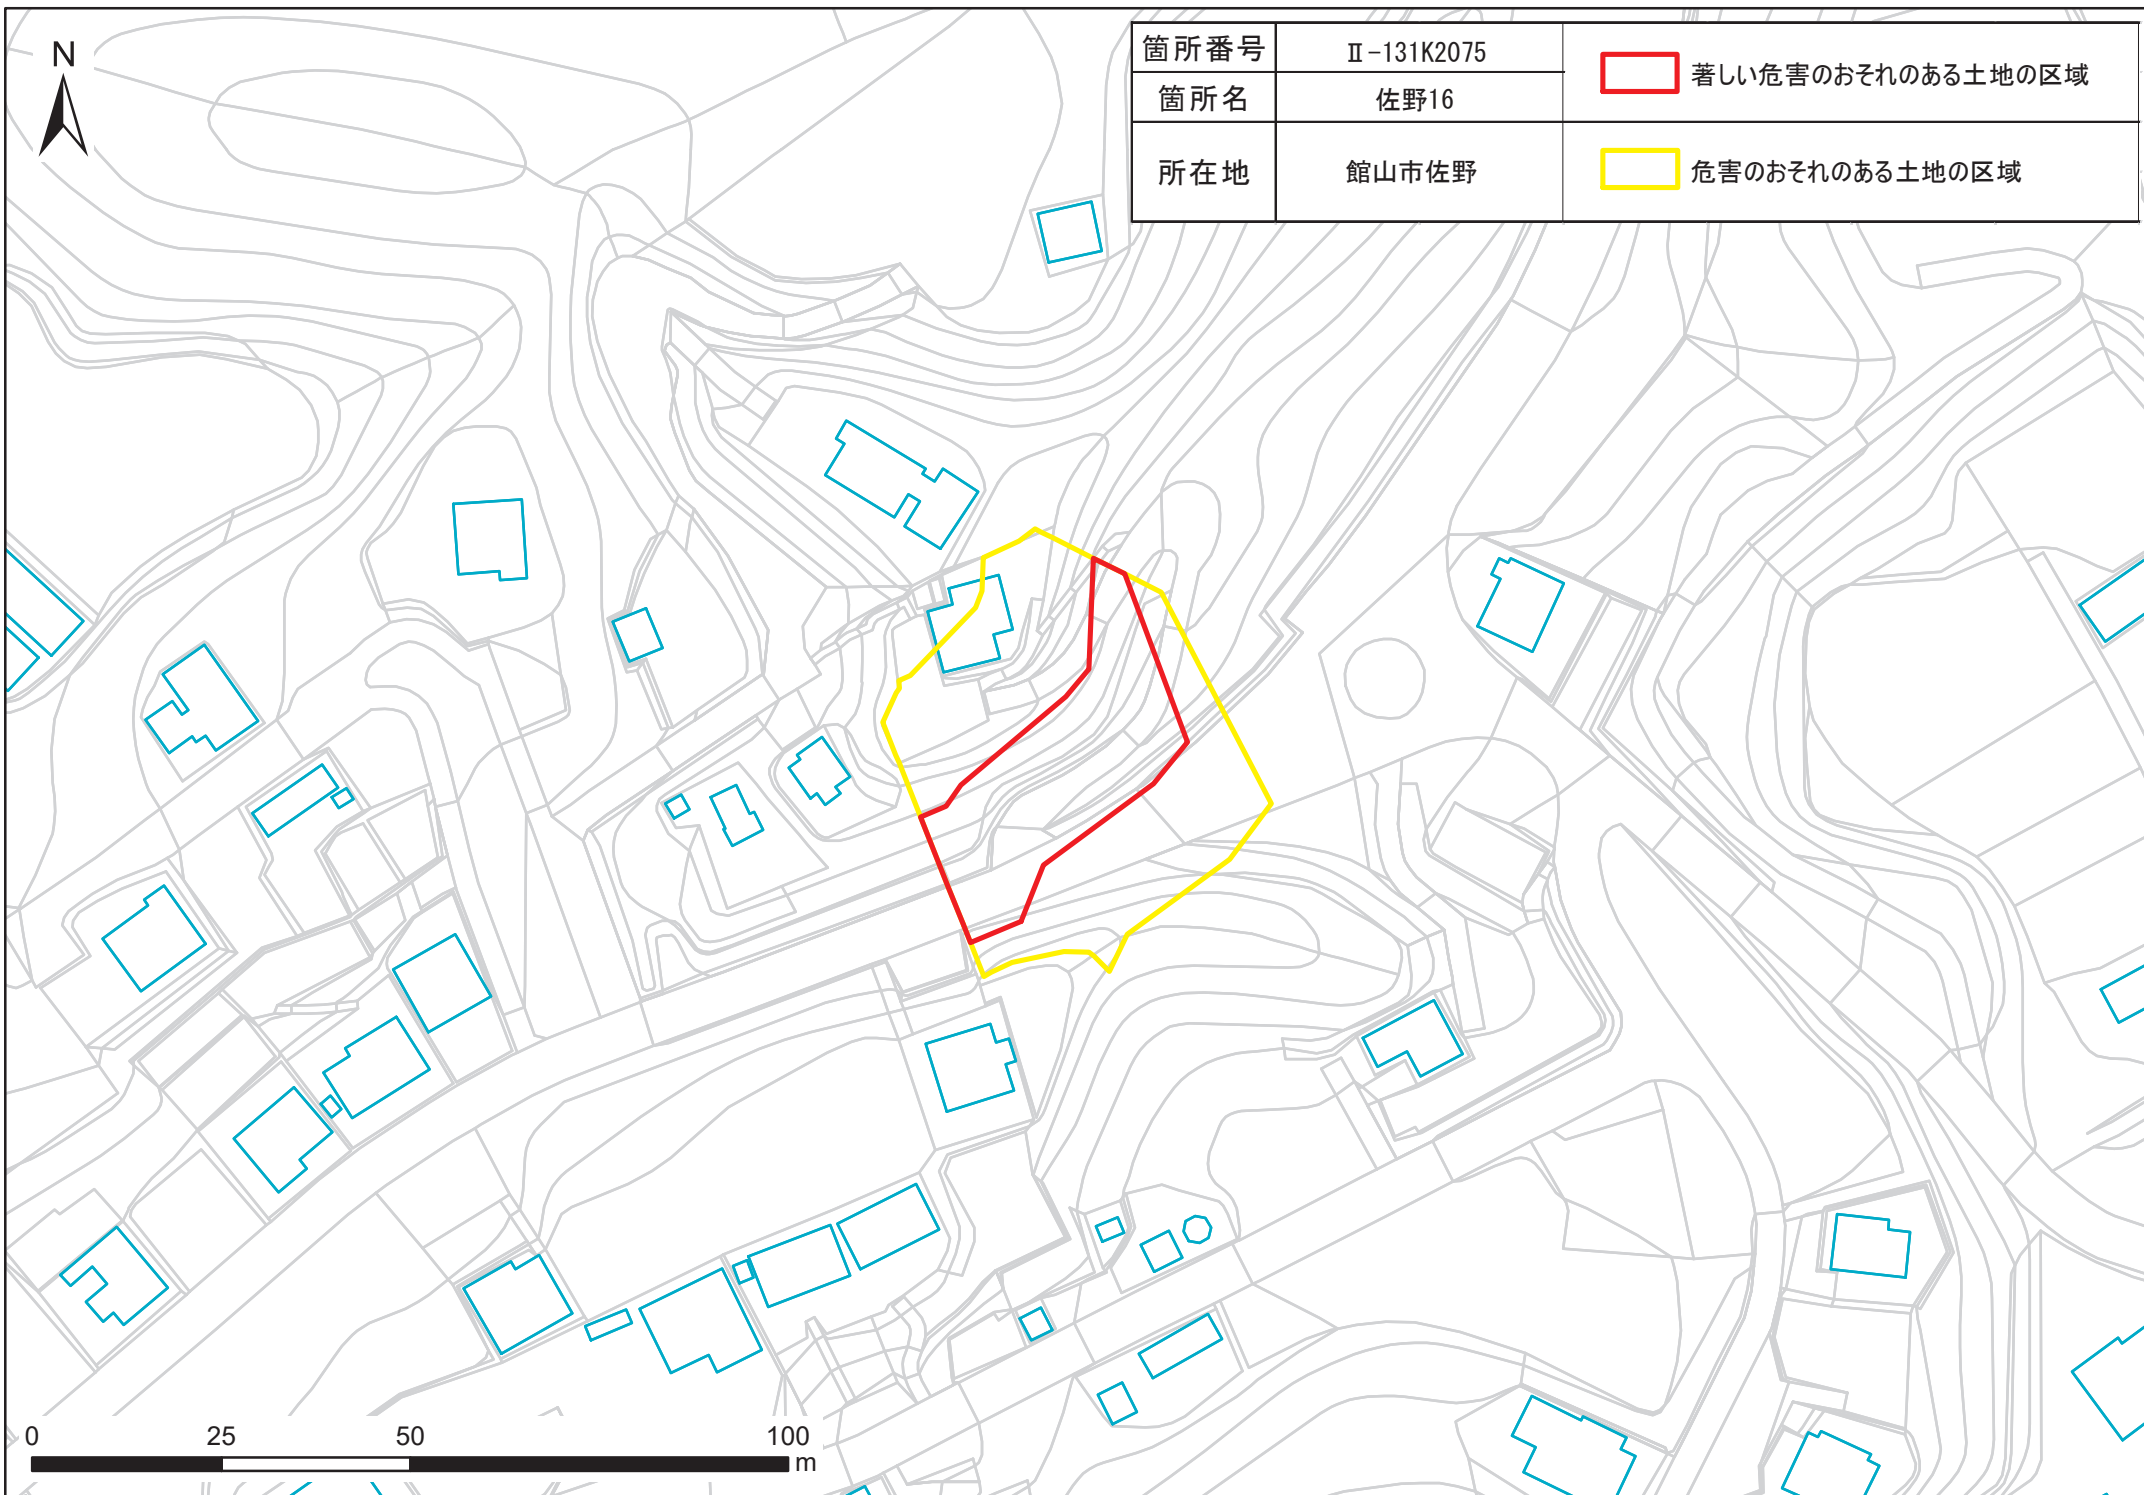 N
箇所番号 Ⅱ-131K2075
著しい危害のおそれのある土地の区域
箇所名 佐野16
所在地 館山市佐野
危害のおそれのある土地の区域
0 25 50 100
m